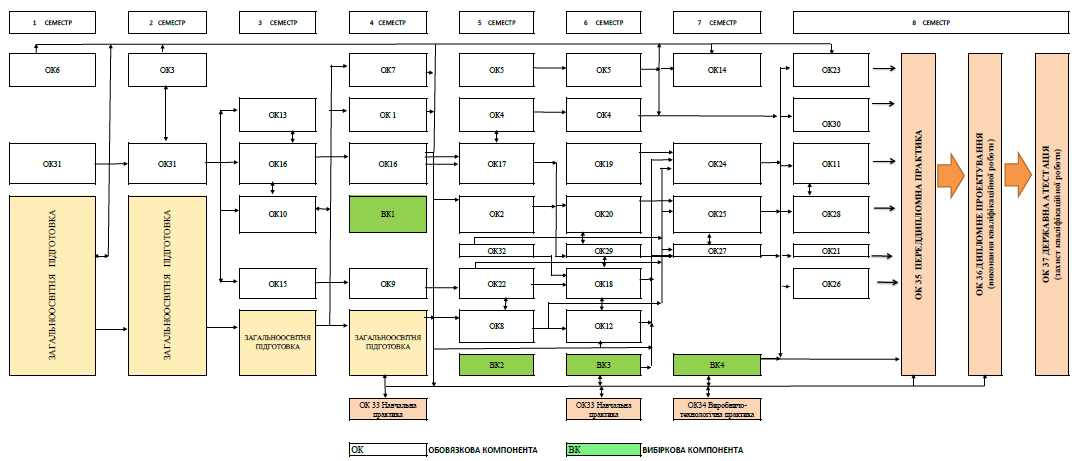 1 СЕМЕСТР
2 СЕМЕСТР
3 СЕМЕСТР
4 СЕМЕСТР
5 СЕМЕСТР
6 СЕМЕСТР
7 СЕМЕСТР
8 СЕМЕСТР
ОК6
ОК3
ОК7
ОК5
ОК5
ОК14
ОК23
ОК13
ОК 1
ОК4
ОК4
ОК30
ОК31
ОК31
ОК16
ОК16
ОК17
ОК19
ОК24
ОК11
ОК10
ВК1
ОК2
ОК20
ОК25
ОК28
ОК32
ОК29
ОК27
ОК21
ОК15
ОК9
ОК22
ОК18
ОК26
ОК8
ОК12
ВК2
ВК3
ВК4
ЗАГАЛЬНООСВІТНЯ ПІДГОТОВКА
ЗАГАЛЬНООСВІТНЯ ПІДГОТОВКА
ЗАГАЛЬНООСВІТНЯ
ПІДГОТОВКА
ЗАГАЛЬНООСВІТНЯ
ПІДГОТОВКА
ОК 35 ПЕРЕДДИПЛОМНА ПРАКТИКА
ОК 36 ДИПЛОМНЕ ПРОЕКТУВАННЯ
(виконання кваліфікаційної роботи)
ОК 37 ДЕРЖАВНА АТЕСТАЦІЯ
(захист кваліфікаційної роботи)
ОК 33 Навчальна
практика
ОК33 Навчальна
практика
ОК34 Виробничо-
технологічна практика
ОК ОБОВЯЗКОВА КОМПОНЕНТА
ВК ВИБІРКОВА КОМПОНЕНТА